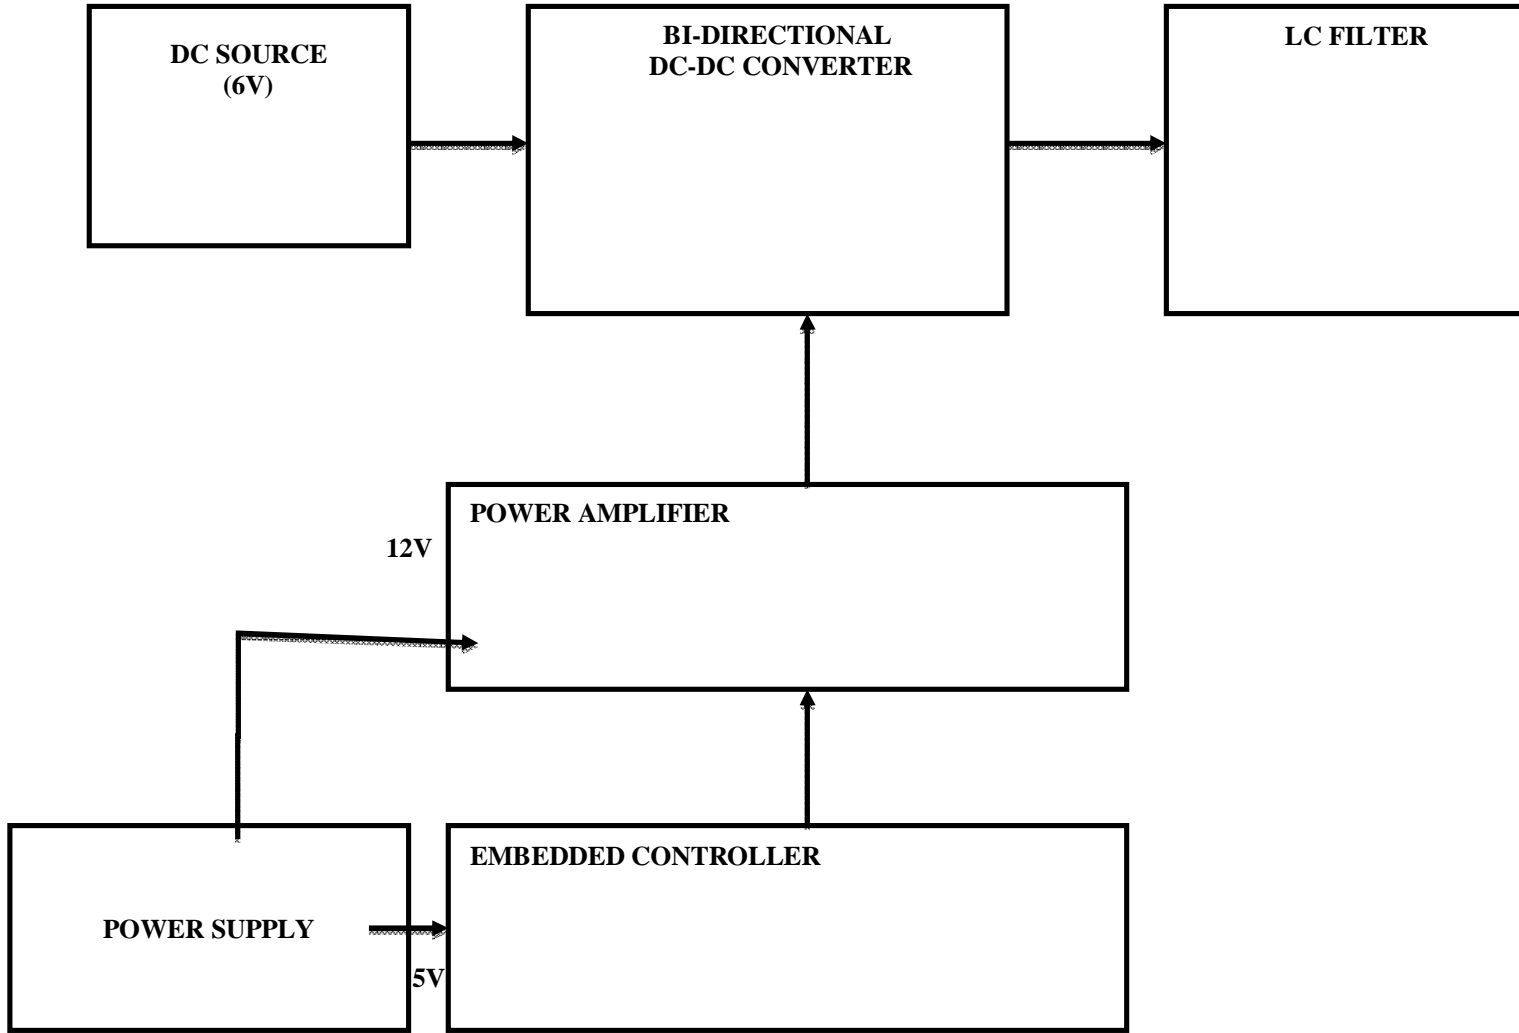 DC SOURCE
(6V)
BI-DIRECTIONAL
DC-DC CONVERTER
LC FILTER
POWER AMPLIFIER
12V
EMBEDDED CONTROLLER
POWER SUPPLY
5V